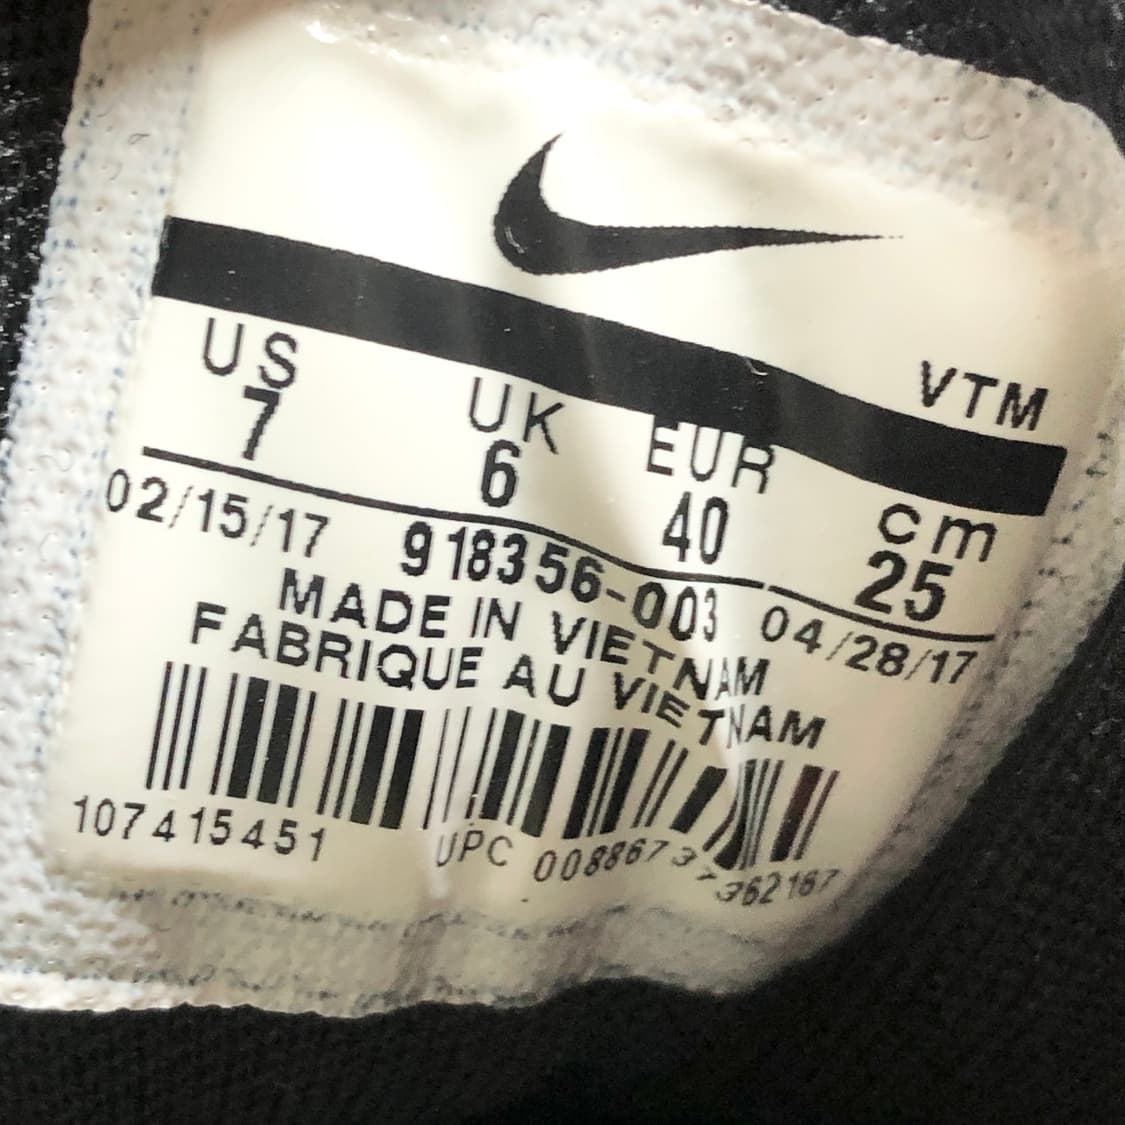 VTM
US UK EUR cm
7 6 40 25
02/15/17 918356-003 04/28/17
MADE IN VIETNAM
FABRIQUE AU VIETNAM
107415451 UPC